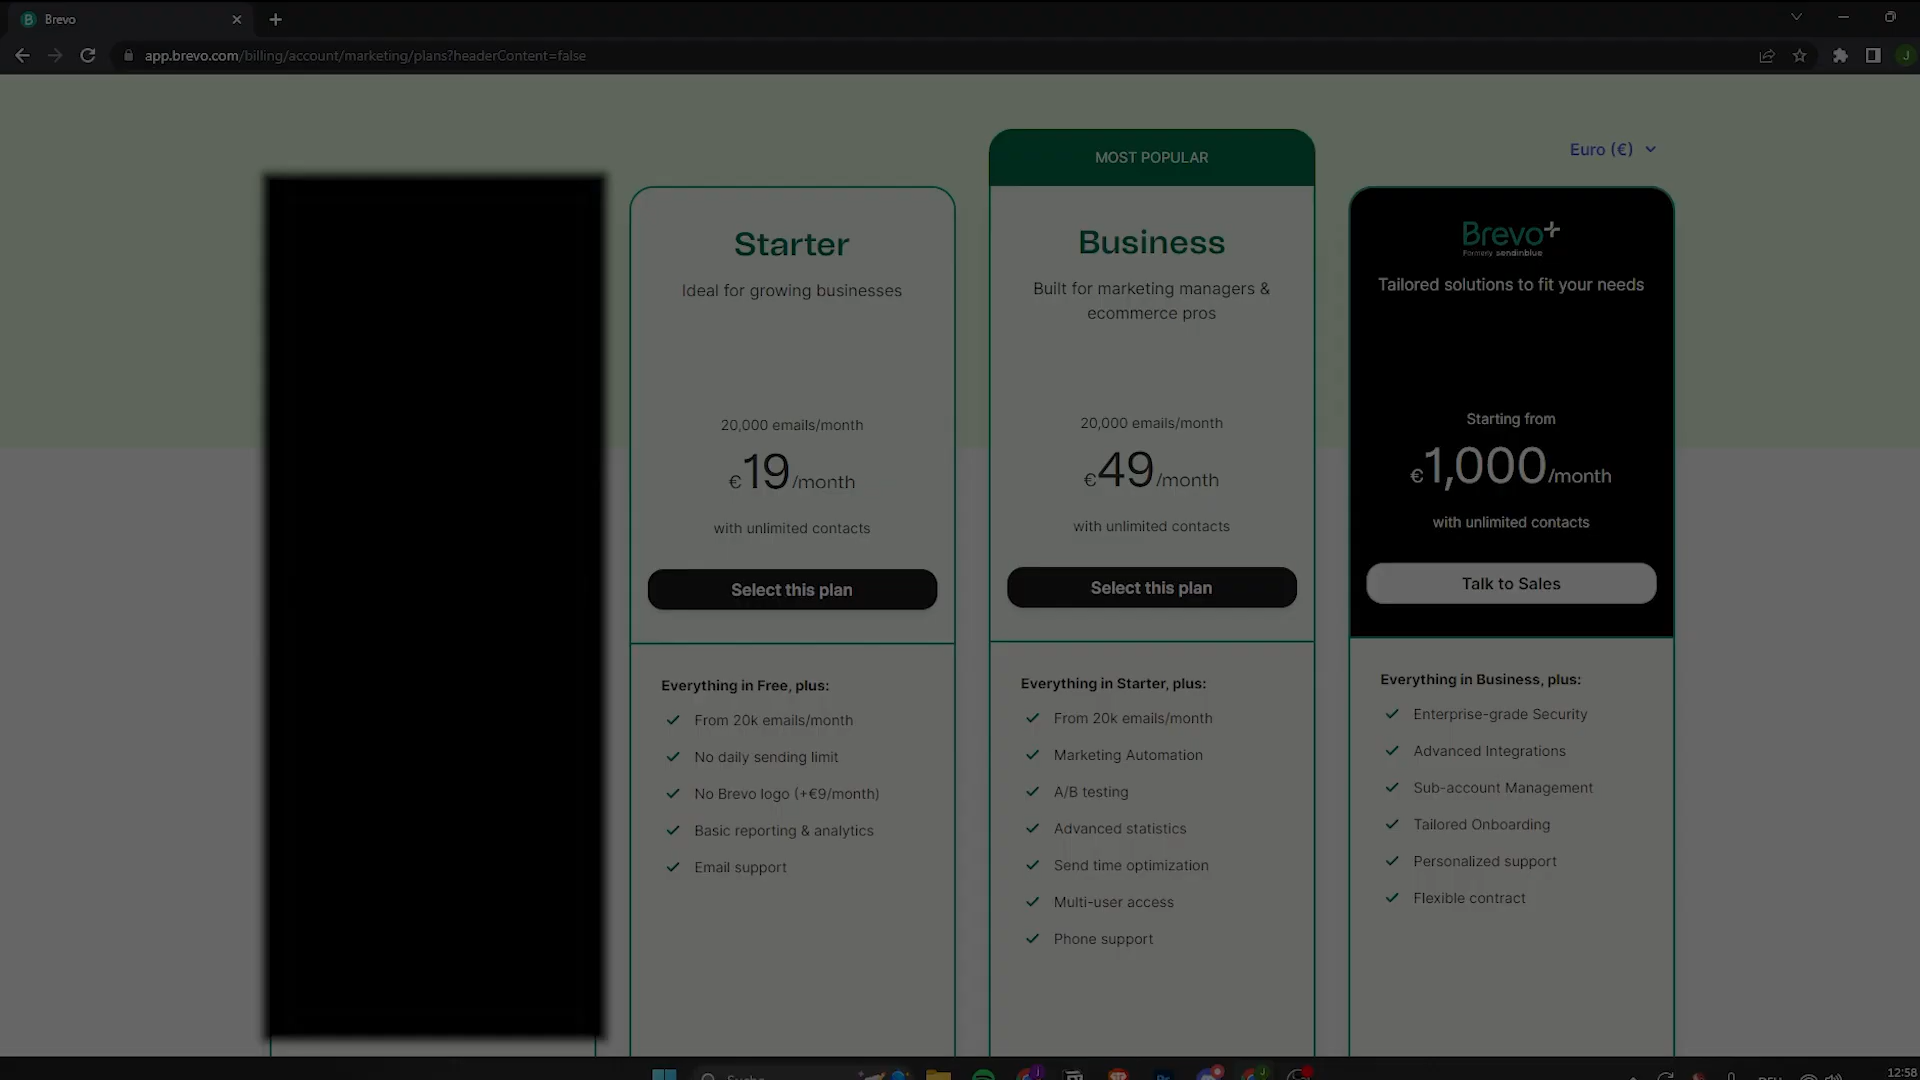 Brevo
app.brevo.com/billing/account/marketing/plans?headerContent=false
J
Euro (€)
Starter
Ideal for growing businesses
20,000 emails/month
€19/month
with unlimited contacts
Select this plan
Everything in Free, plus:
From 20k emails/month
No daily sending limit
No Brevo logo (+€9/month)
Basic reporting & analytics
Email support
MOST POPULAR
Business
Built for marketing managers &
ecommerce pros
20,000 emails/month
€49/month
with unlimited contacts
Select this plan
Everything in Starter, plus:
From 20k emails/month
Marketing Automation
A/B testing
Advanced statistics
Send time optimization
Multi-user access
Phone support
Brevo+
Formerly sendinblue
Tailored solutions to fit your needs
Starting from
€1,000/month
with unlimited contacts
Talk to Sales
Everything in Business, plus:
Enterprise-grade Security
Advanced Integrations
Sub-account Management
Tailored Onboarding
Personalized support
Flexible contract
12:58